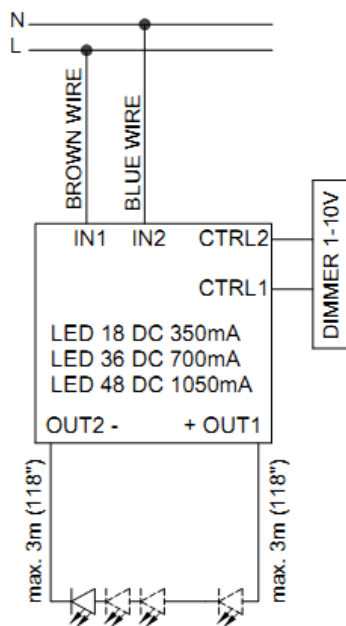 N
L
BROWN WIRE
BLUE WIRE
IN1 IN2 CTRL2
CTRL1
DIMMER 1-10V
LED 18 DC 350mA
LED 36 DC 700mA
LED 48 DC 1050mA
OUT2 - + OUT1
max. 3m (118")
max. 3m (118")